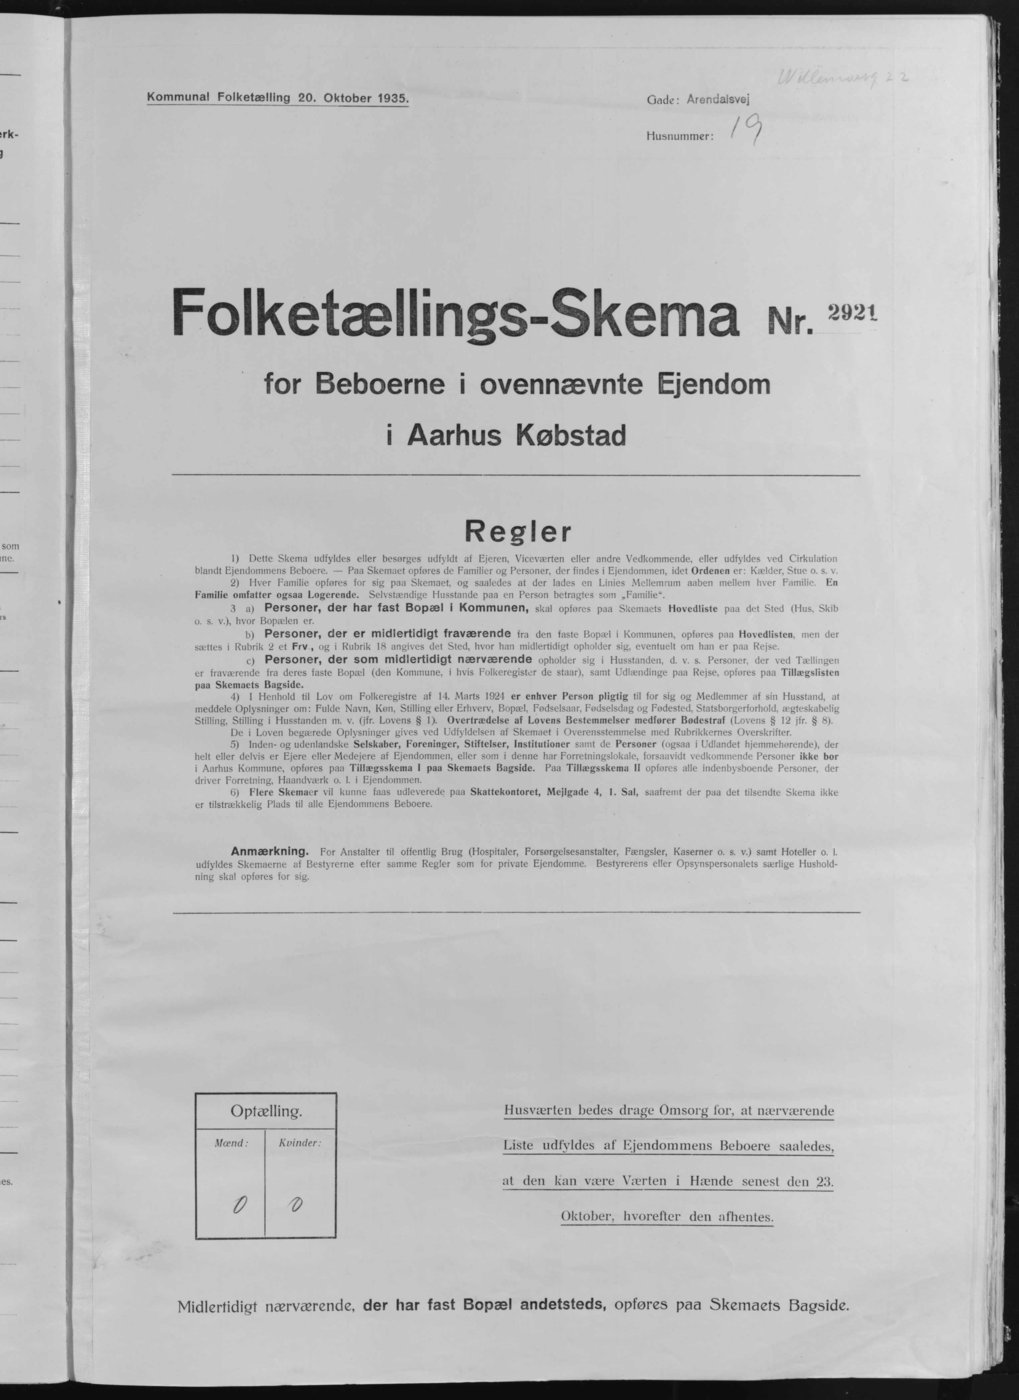 22
Kommunal Folketælling 20. Oktober 1935.
Gade: Arendalsvej
Husnummer: 19
Folketællings-Skema Nr. 2921
for Beboerne i ovennævnte Ejendom
i Aarhus Købstad
Regler
1) Dette Skema udfyldes eller besørges udfyldt af Ejeren, Viceværten eller andre Vedkommende, eller udfyldes ved Cirkulation
blandt Ejendommens Beboere. — Paa Skemaet opføres de Familier og Personer, der findes i Ejendommen, idet Ordenen er: Kælder, Stue o. s. v.
2) Hver Familie opføres for sig paa Skemaet, og saaledes at der lades en Linies Mellemrum aaben mellem hver Familie. En
Familie omfatter ogsaa Logerende. Selvstændige Husstande paa en Person betragtes som „Familie“.
3 a) Personer, der har fast Bopæl i Kommunen, skal opføres paa Skemaets Hovedliste paa det Sted (Hus, Skib
o. s. v.), hvor Bopælen er.
b) Personer, der er midlertidigt fraværende fra den faste Bopæl i Kommunen, opføres paa Hovedlisten, men der
sættes i Rubrik 2 et Frv., og i Rubrik 18 angives det Sted, hvor han midlertidigt opholder sig, eventuelt om han er paa Rejse.
c) Personer, der som midlertidigt nærværende opholder sig i Husstanden, d. v. s. Personer, der ved Tællingen
er fraværende fra deres faste Bopæl (den Kommune, i hvis Folkeregister de staar), samt Udlændinge paa Rejse, opføres paa Tillægslisten
paa Skemaets Bagside.
4) I Henhold til Lov om Folkeregistre af 14. Marts 1924 er enhver Person pligtig til for sig og Medlemmer af sin Husstand, at
meddele Oplysninger om: Fulde Navn, Køn, Stilling eller Erhverv, Bopæl, Fødselsaar, Fødselsdag og Fødested, Statsborgerforhold, ægteskabelig
Stilling, Stilling i Husstanden m. v. (jfr. Lovens § 1). Overtrædelse af Lovens Bestemmelser medfører Bødestraf (Lovens § 12 jfr. § 8).
De i Loven begærede Oplysninger gives ved Udfyldelsen af Skemaet i Overensstemmelse med Rubrikkernes Overskrifter.
5) Inden- og udenlandske Selskaber, Foreninger, Stiftelser, Institutioner samt de Personer (ogsaa i Udlandet hjemmehørende), der
helt eller delvis er Ejere eller Medejere af Ejendommen, eller som i denne har Forretningslokale, forsaavidt vedkommende Personer ikke bor
i Aarhus Kommune, opføres paa Tillægsskema I paa Skemaets Bagside. Paa Tillægsskema II opføres alle indenbysboende Personer, der
driver Forretning, Haandværk o. l. i Ejendommen.
6) Flere Skemaer vil kunne faas udleverede paa Skattekontoret, Mejlgade 4, 1. Sal, saafremt der paa det tilsendte Skema ikke
er tilstrækkelig Plads til alle Ejendommens Beboere.
Anmærkning. For Anstalter til offentlig Brug (Hospitaler, Forsørgelsesanstalter, Fængsler, Kaserner o. s. v.) samt Hoteller o. l.
udfyldes Skemaerne af Bestyrerne efter samme Regler som for private Ejendomme. Bestyrerens eller Opsynspersonalets særlige Hushold-
ning skal opføres for sig.
Optælling.
Mænd: Kvinder:
0 0
Husværten bedes drage Omsorg for, at nærværende
Liste udfyldes af Ejendommens Beboere saaledes,
at den kan være Værten i Hænde senest den 23.
Oktober, hvorefter den afhentes.
Midlertidigt nærværende, der har fast Bopæl andetsteds, opføres paa Skemaets Bagside.